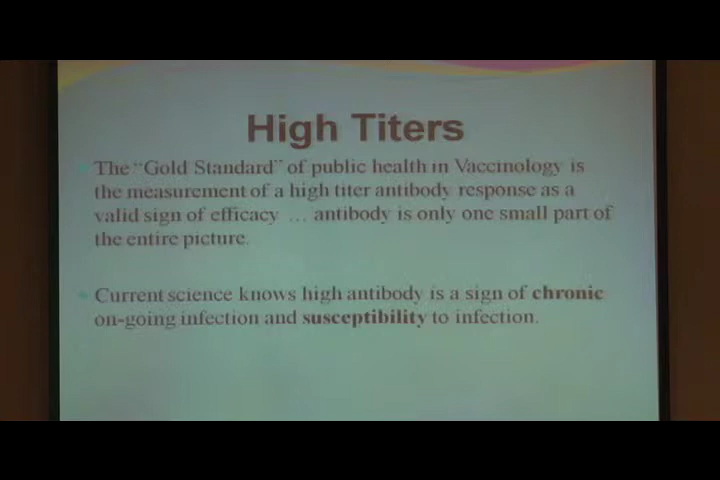 High Titers
The “Gold Standard” of public health in Vaccinology is
the measurement of a high titer antibody response as a
valid sign of efficacy … antibody is only one small part of
the entire picture.
Current science knows high antibody is a sign of chronic
on-going infection and susceptibility to infection.